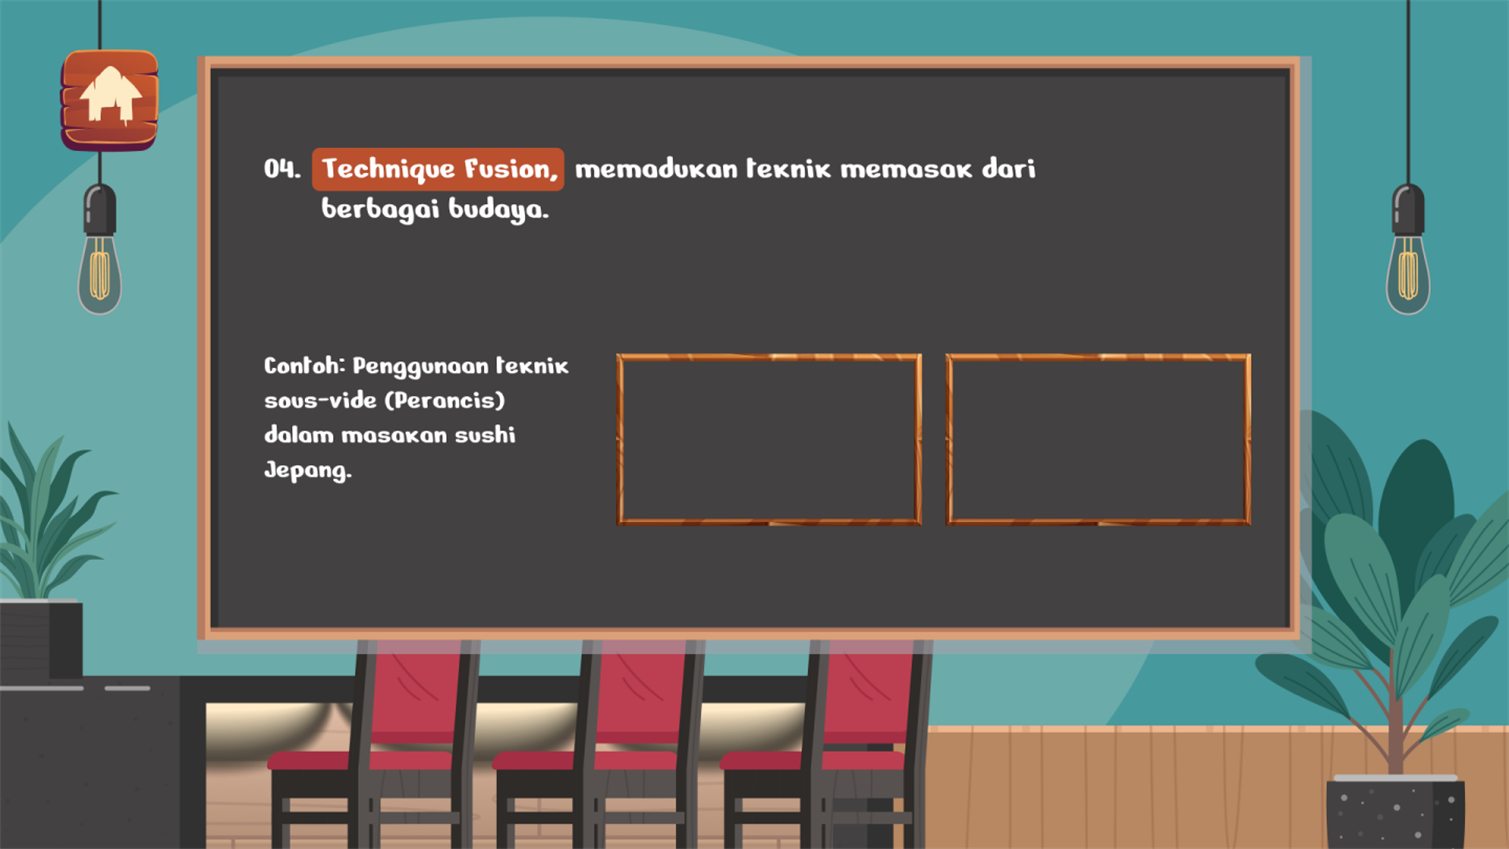 04. Technique Fusion, memadukan teknik memasak dari
berbagai budaya.
Contoh: Penggunaan teknik
sous-vide (Perancis)
dalam masakan sushi
Jepang.